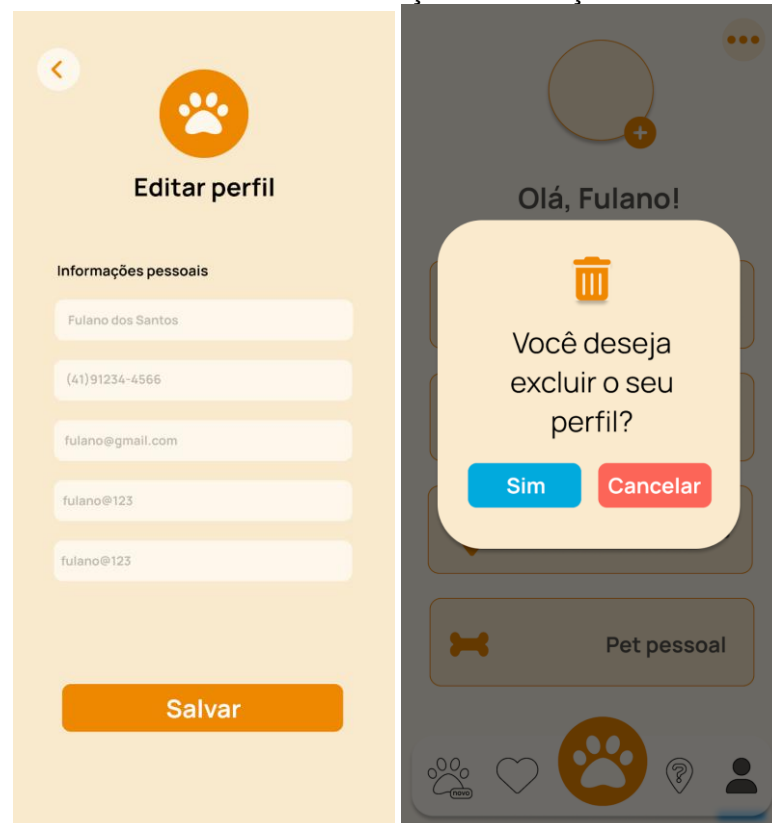 Editar perfil
Informações pessoais
Fulano dos Santos
(41)91234-4566
fulano@gmail.com
fulano@123
fulano@123
Salvar
Olá, Fulano!
Você deseja
excluir o seu
perfil?
Sim
Cancelar
Pet pessoal
novo